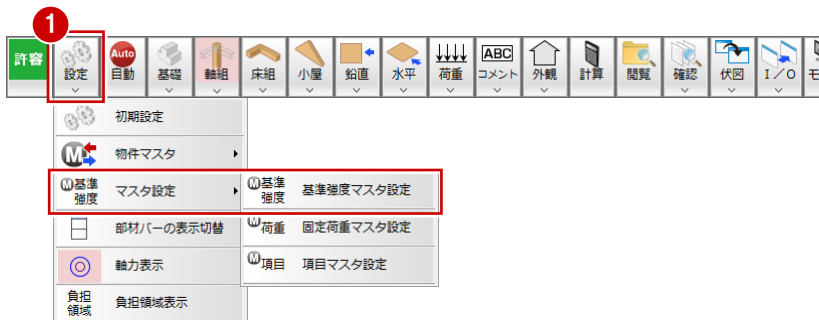 1
許容
設定
Auto
自動
基礎
軸組
床組
小屋
鉛直
水平
荷重
ABC
コメント
外観
計算
閲覧
確認
伏図
I/O
初期設定
M
物件マスタ
M基準
強度
マスタ設定
M基準
強度
基準強度マスタ設定
部材バーの表示切替
M荷重
固定荷重マスタ設定
軸力表示
M項目
項目マスタ設定
負担
領域
負担領域表示